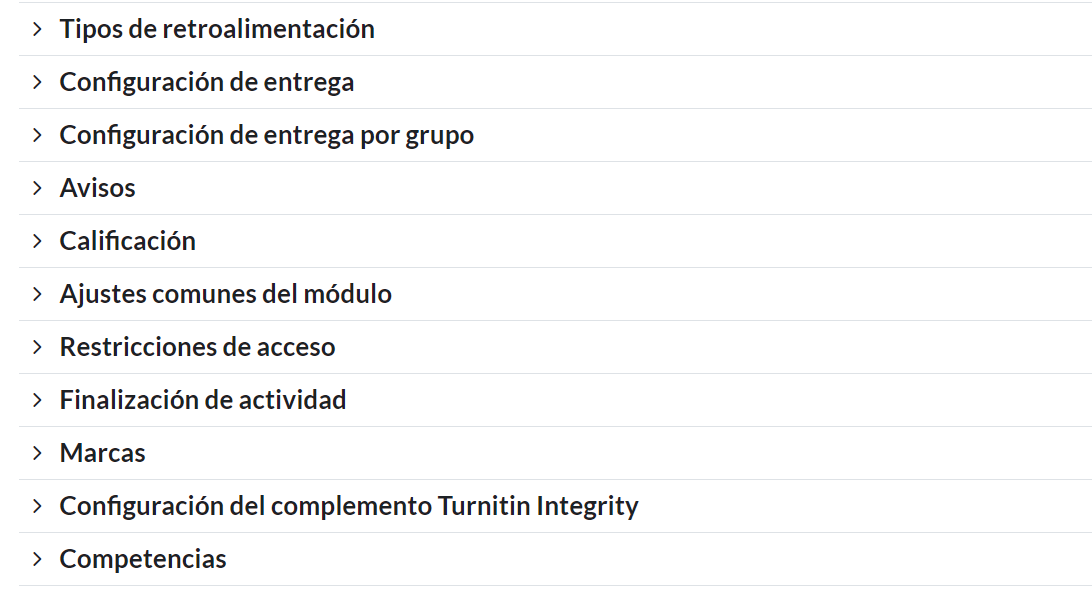 Tipos de retroalimentación
Configuración de entrega
Configuración de entrega por grupo
Avisos
Calificación
Ajustes comunes del módulo
Restricciones de acceso
Finalización de actividad
Marcas
Configuración del complemento Turnitin Integrity
Competencias